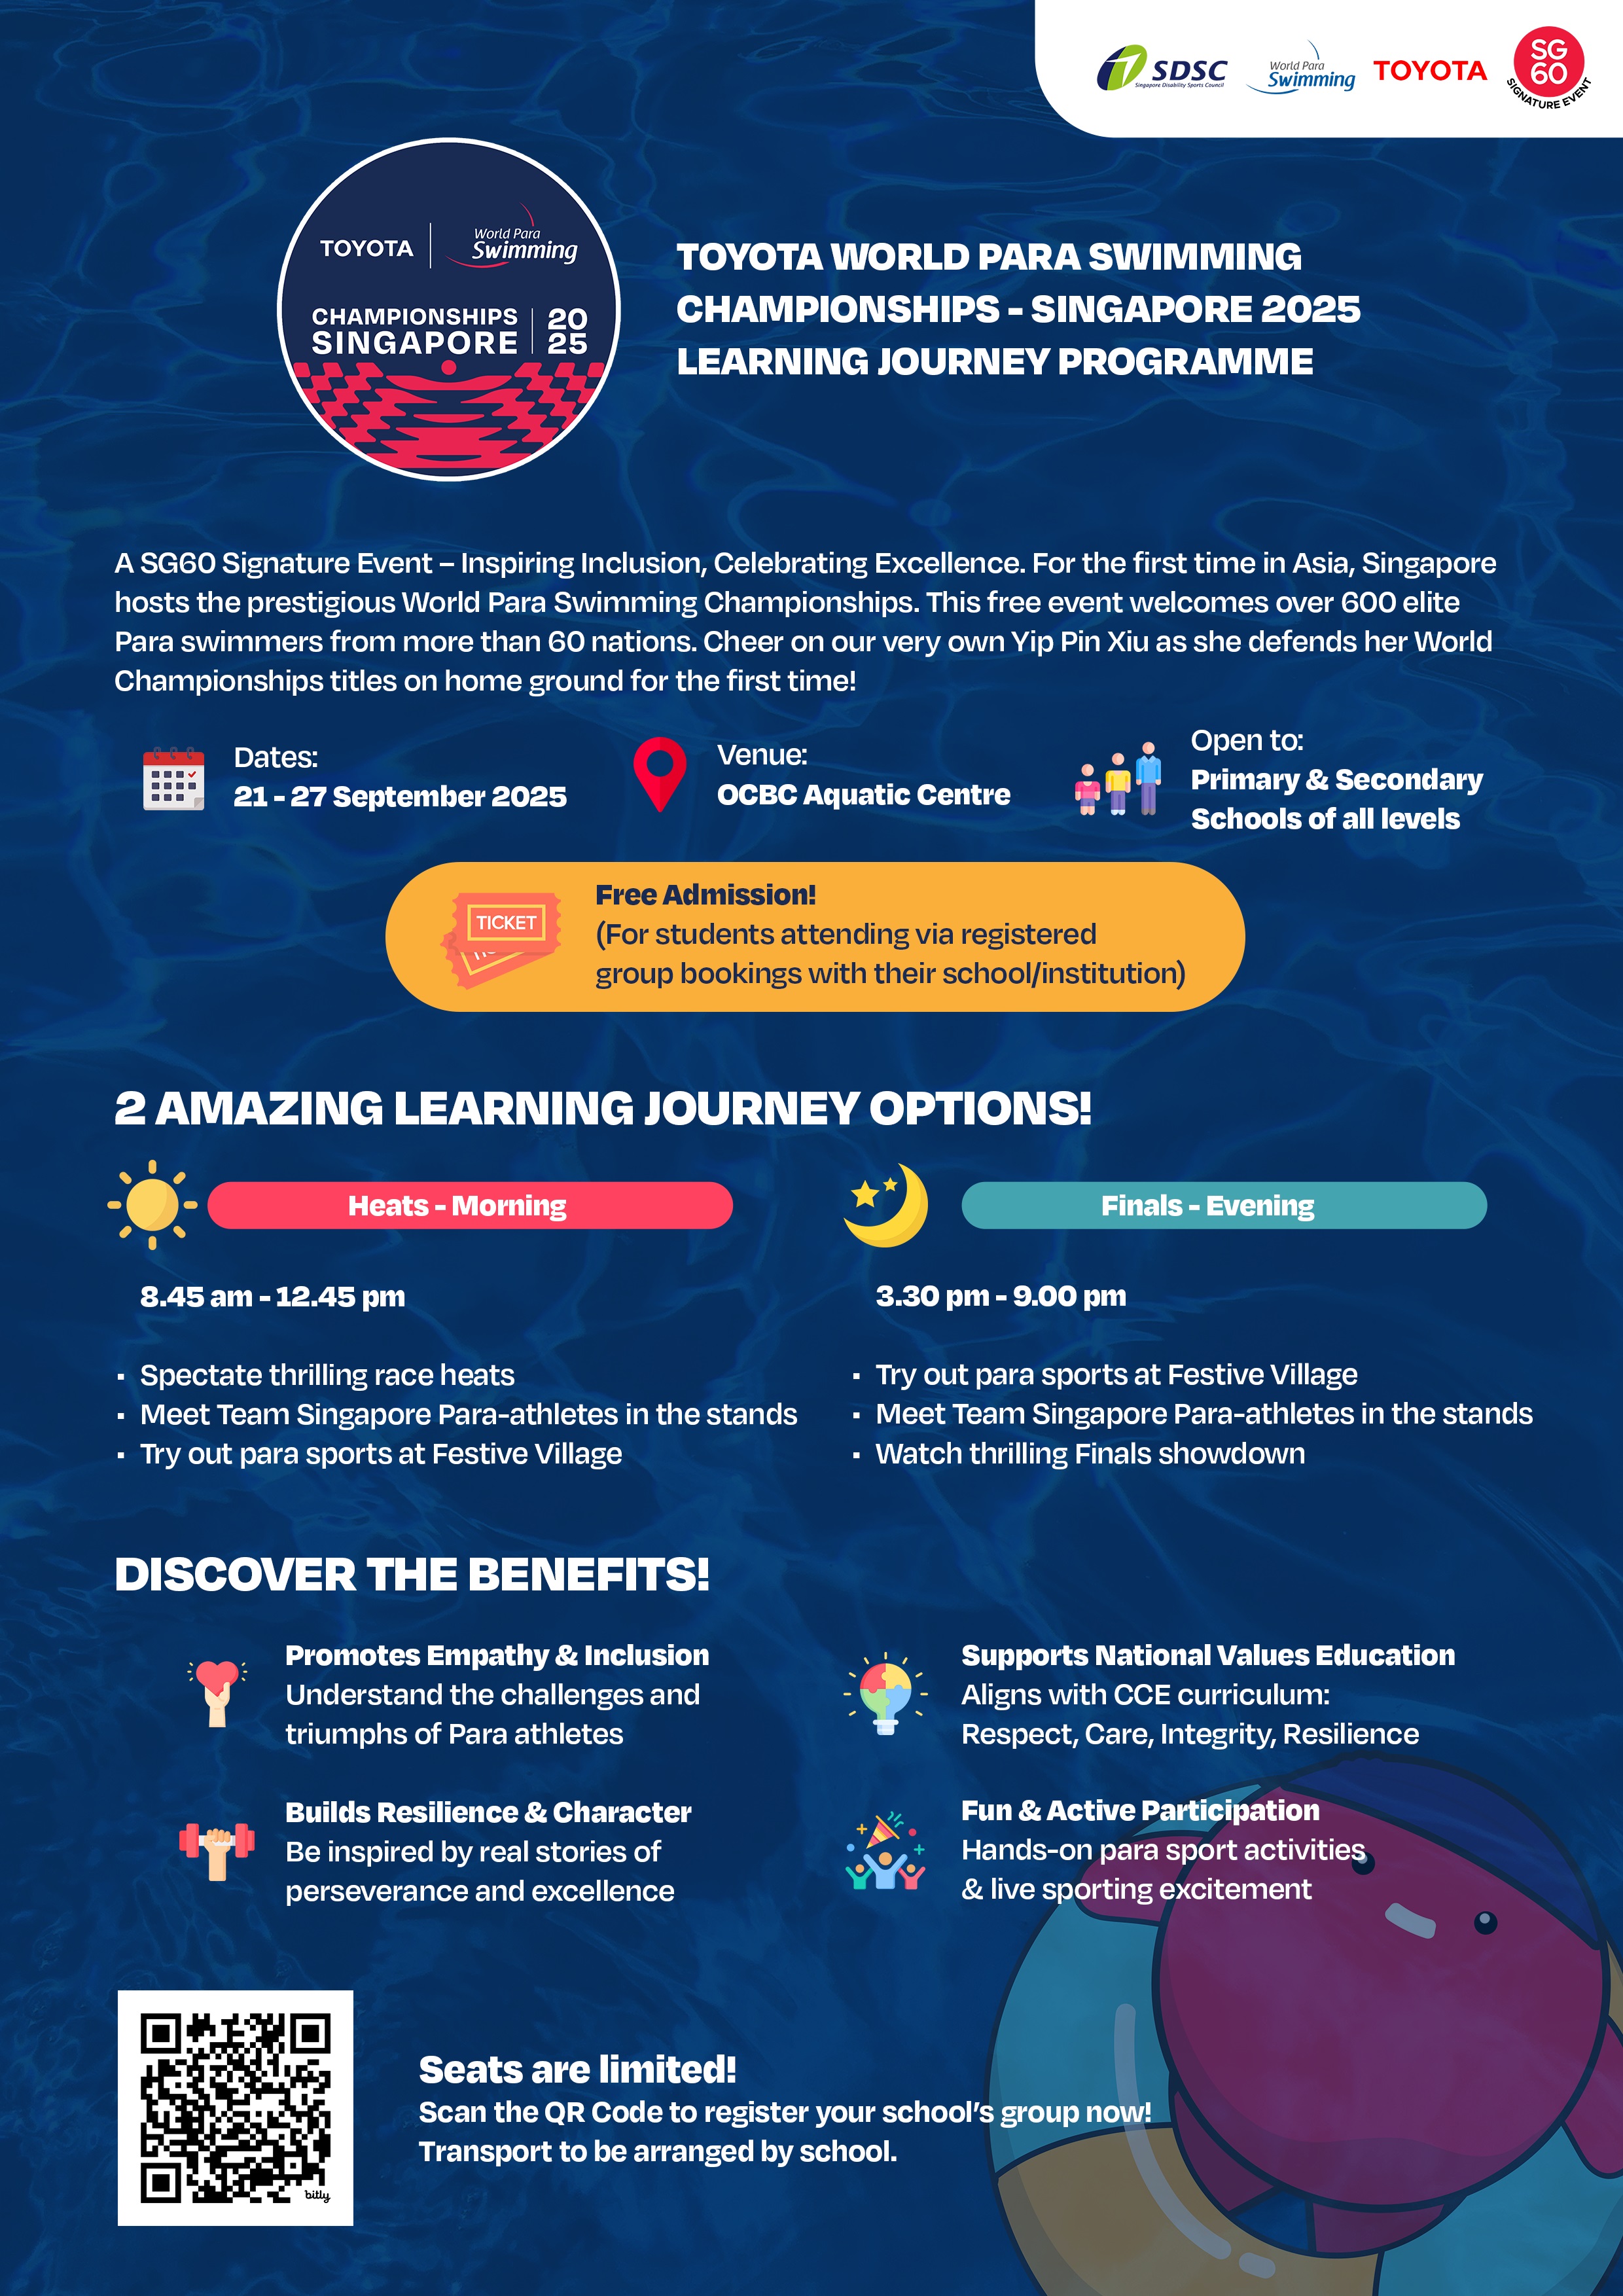 SDSC
Singapore Disability Sports Council
World Para
Swimming
TOYOTA
SG
60
SIGNATURE EVENT
TOYOTA
World Para
Swimming
CHAMPIONSHIPS
SINGAPORE
20
25
TOYOTA WORLD PARA SWIMMING
CHAMPIONSHIPS - SINGAPORE 2025
LEARNING JOURNEY PROGRAMME
A SG60 Signature Event – Inspiring Inclusion, Celebrating Excellence. For the first time in Asia, Singapore
hosts the prestigious World Para Swimming Championships. This free event welcomes over 600 elite
Para swimmers from more than 60 nations. Cheer on our very own Yip Pin Xiu as she defends her World
Championships titles on home ground for the first time!
Dates:
21 - 27 September 2025
Venue:
OCBC Aquatic Centre
Open to:
Primary & Secondary
Schools of all levels
TICKET
Free Admission!
(For students attending via registered
group bookings with their school/institution)
2 AMAZING LEARNING JOURNEY OPTIONS!
Heats - Morning
8.45 am - 12.45 pm
▪ Spectate thrilling race heats
▪ Meet Team Singapore Para-athletes in the stands
▪ Try out para sports at Festive Village
Finals - Evening
3.30 pm - 9.00 pm
▪ Try out para sports at Festive Village
▪ Meet Team Singapore Para-athletes in the stands
▪ Watch thrilling Finals showdown
DISCOVER THE BENEFITS!
Promotes Empathy & Inclusion
Understand the challenges and
triumphs of Para athletes
Supports National Values Education
Aligns with CCE curriculum:
Respect, Care, Integrity, Resilience
Builds Resilience & Character
Be inspired by real stories of
perseverance and excellence
Fun & Active Participation
Hands-on para sport activities
& live sporting excitement
bitly
Seats are limited!
Scan the QR Code to register your school’s group now!
Transport to be arranged by school.